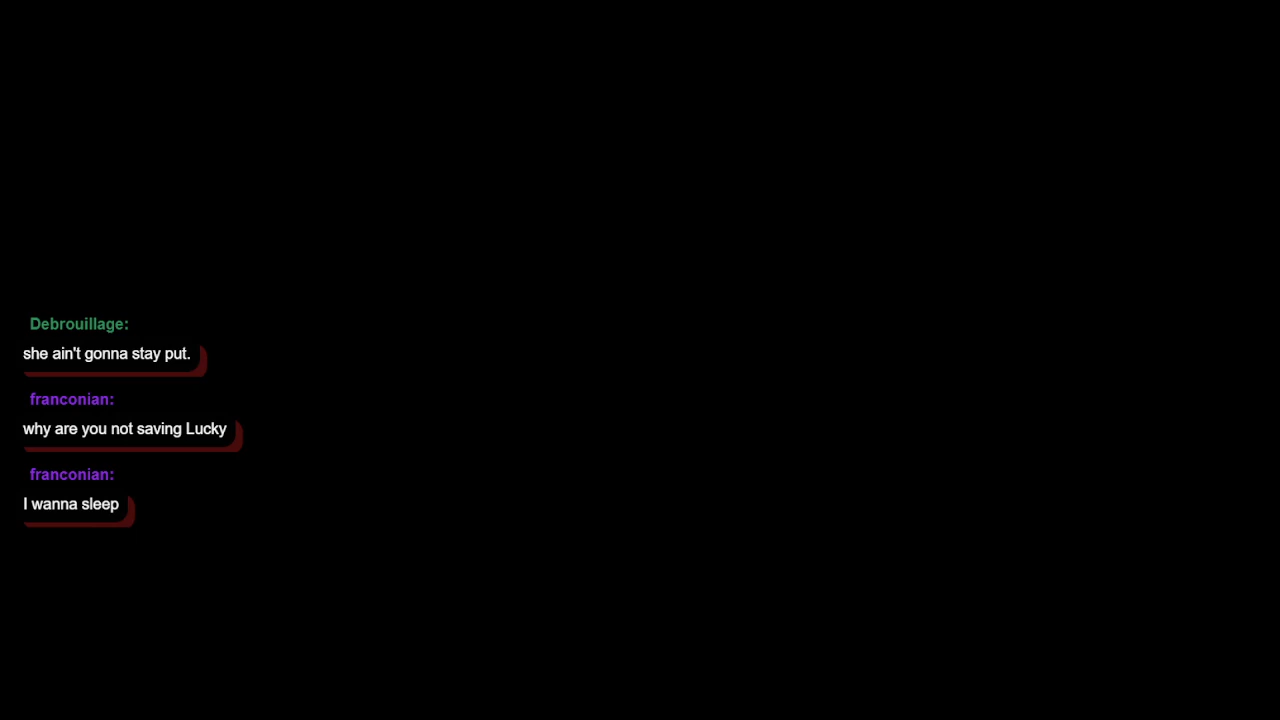 Debrouillage:
she ain't gonna stay put.
franconian:
why are you not saving Lucky
franconian:
I wanna sleep